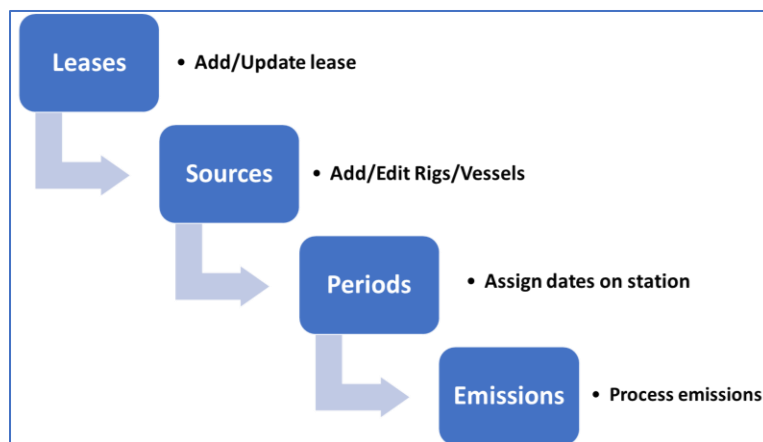 Leases
• Add/Update lease
Sources
• Add/Edit Rigs/Vessels
Periods
• Assign dates on station
Emissions
• Process emissions